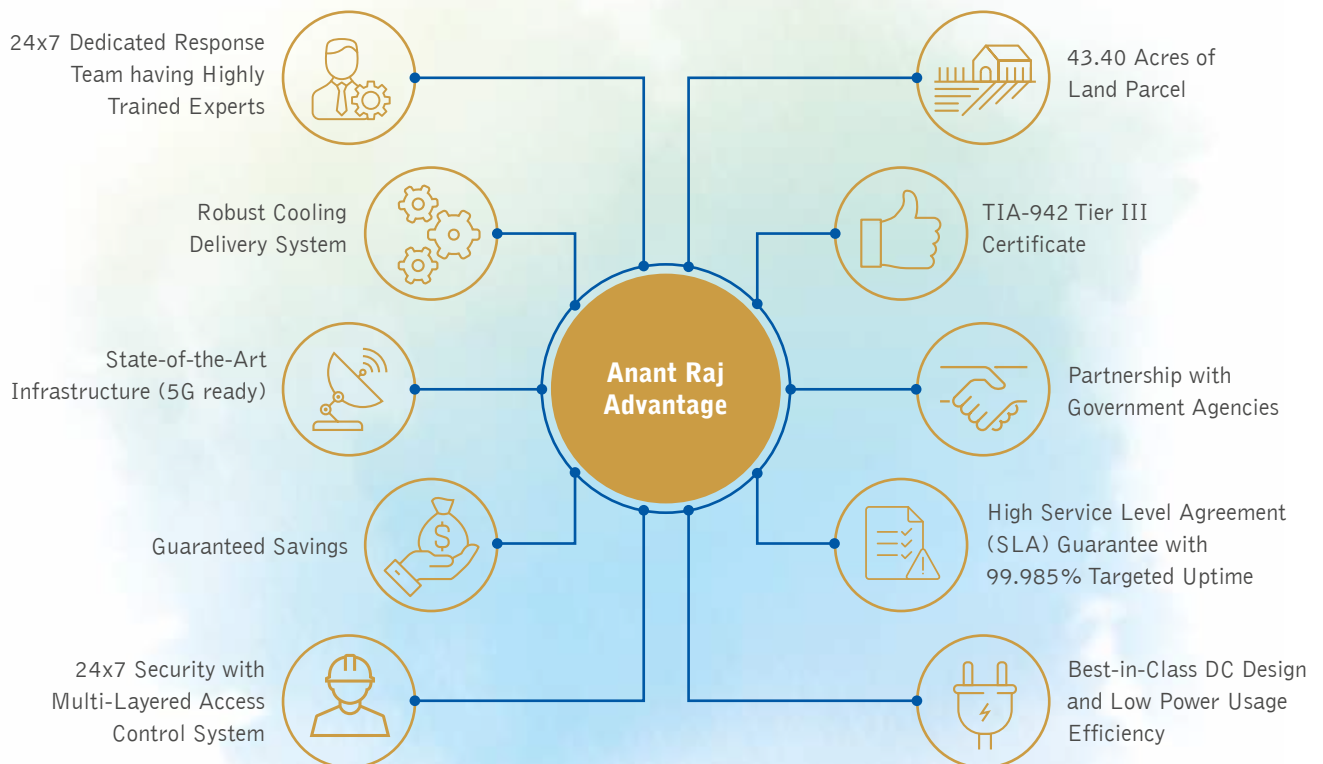 24x7 Dedicated Response
Team having Highly
Trained Experts
43.40 Acres of
Land Parcel
Robust Cooling
Delivery System
TIA-942 Tier III
Certificate
State-of-the-Art
Infrastructure (5G ready)
Anant Raj
Advantage
Partnership with
Government Agencies
Guaranteed Savings
$
High Service Level Agreement
(SLA) Guarantee with
99.985% Targeted Uptime
24x7 Security with
Multi-Layered Access
Control System
Best-in-Class DC Design
and Low Power Usage
Efficiency